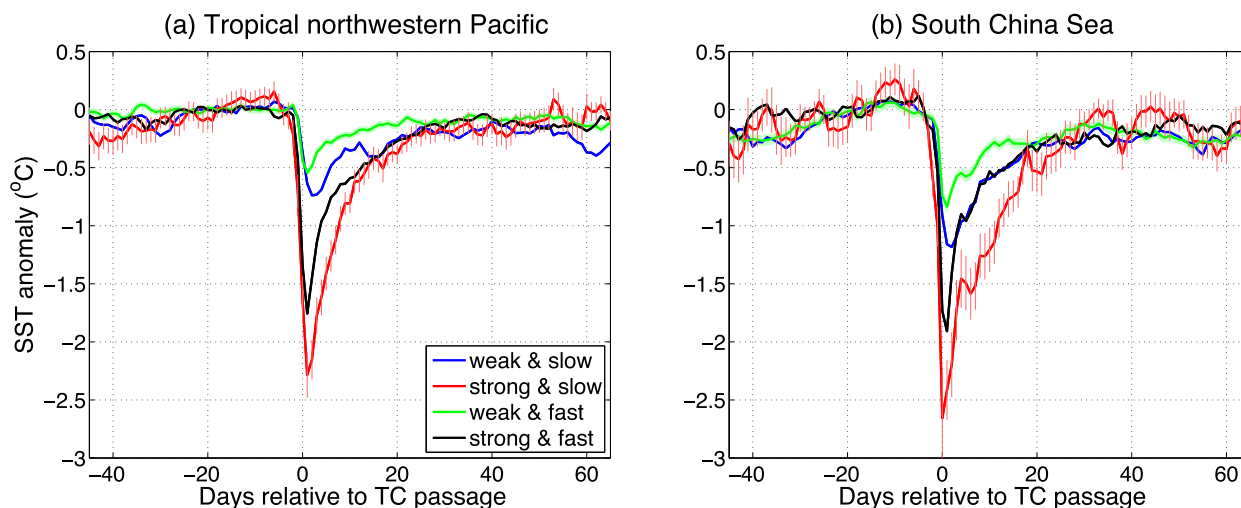 (a) Tropical northwestern Pacific
0.5
0
−0.5
−1
−1.5
−2
−2.5
−3
SST anomaly (°C)
−40 −20 0 20 40 60
Days relative to TC passage
weak & slow
strong & slow
weak & fast
strong & fast
(b) South China Sea
0.5
0
−0.5
−1
−1.5
−2
−2.5
−3
−40 −20 0 20 40 60
Days relative to TC passage